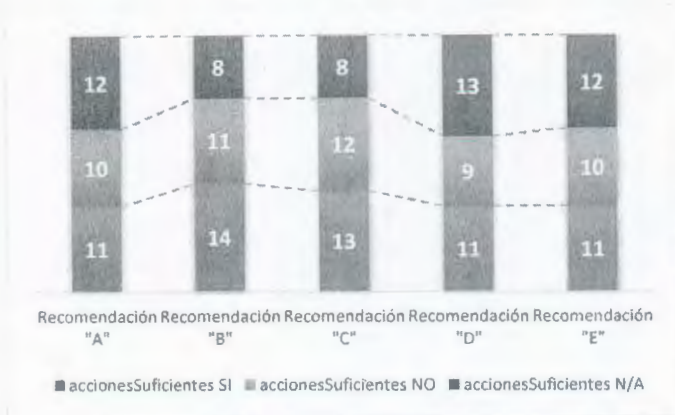 12 8 8 13 12
10 11 12 9 10
11 14 13 11 11
Recomendación Recomendación Recomendación Recomendación Recomendación
"A" "B" "C" "D" "E"
accionesSuficientes SI accionesSuficientes NO accionesSuficientes N/A